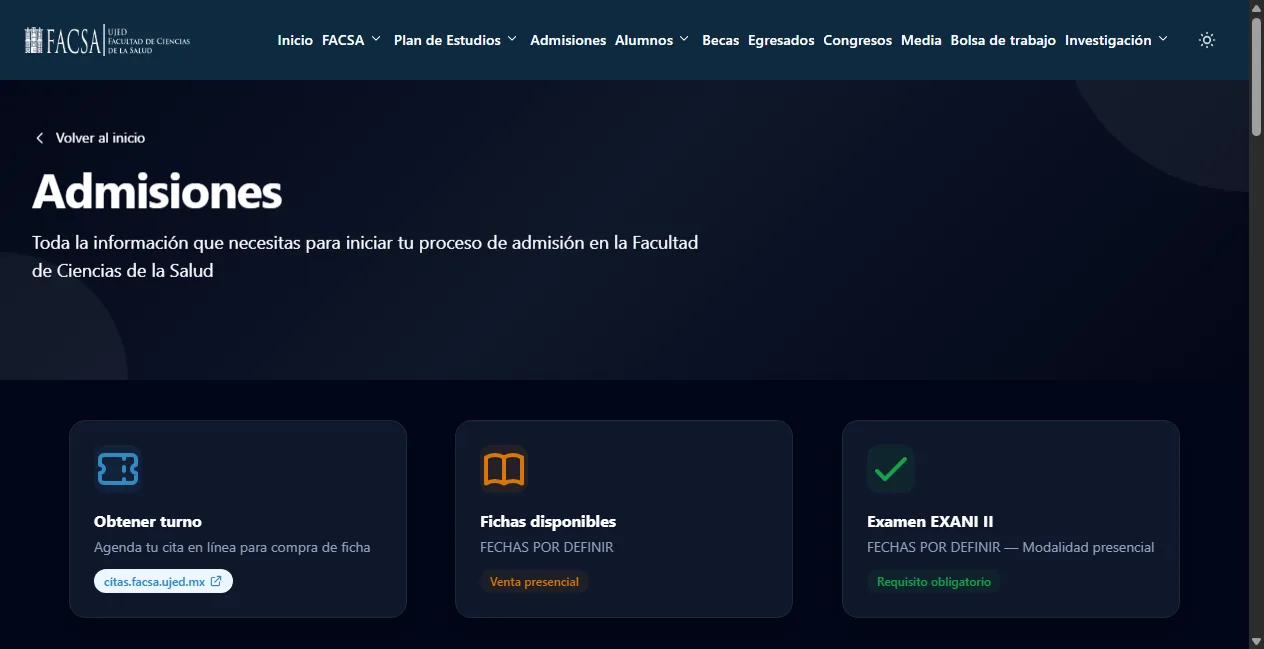 FACSA
UJED
FACULTAD DE CIENCIAS
DE LA SALUD
Inicio FACSA Plan de Estudios Admisiones Alumnos Becas Egresados Congresos Media Bolsa de trabajo Investigación
Volver al inicio
Admisiones
Toda la información que necesitas para iniciar tu proceso de admisión en la Facultad
de Ciencias de la Salud
Obtener turno
Agenda tu cita en línea para compra de ficha
citas.facsa.ujed.mx
Fichas disponibles
FECHAS POR DEFINIR
Venta presencial
Examen EXANI II
FECHAS POR DEFINIR — Modalidad presencial
Requisito obligatorio